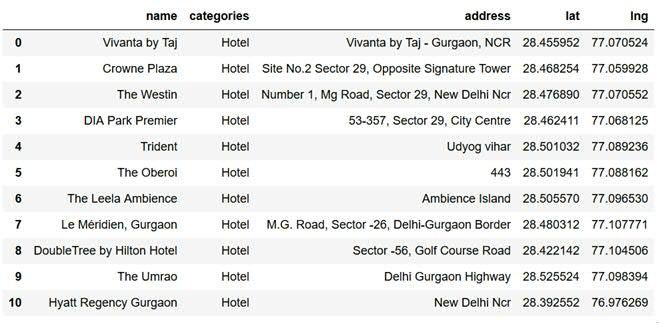 name categories address lat lng
0 Vivanta by Taj Hotel Vivanta by Taj - Gurgaon, NCR 28.455952 77.070524
1 Crowne Plaza Hotel Site No.2 Sector 29, Opposite Signature Tower 28.468254 77.059928
2 The Westin Hotel Number 1, Mg Road, Sector 29, New Delhi Ncr 28.476890 77.070552
3 DIA Park Premier Hotel 53-357, Sector 29, City Centre 28.462411 77.068125
4 Trident Hotel Udyog vihar 28.501032 77.089236
5 The Oberoi Hotel 443 28.501941 77.088162
6 The Leela Ambience Hotel Ambience Island 28.505570 77.096530
7 Le Méridien, Gurgaon Hotel M.G. Road, Sector -26, Delhi-Gurgaon Border 28.480312 77.107771
8 DoubleTree by Hilton Hotel Hotel Sector -56, Golf Course Road 28.422142 77.104506
9 The Umrao Hotel Delhi Gurgaon Highway 28.525524 77.098394
10 Hyatt Regency Gurgaon Hotel New Delhi Ncr 28.392552 76.976269